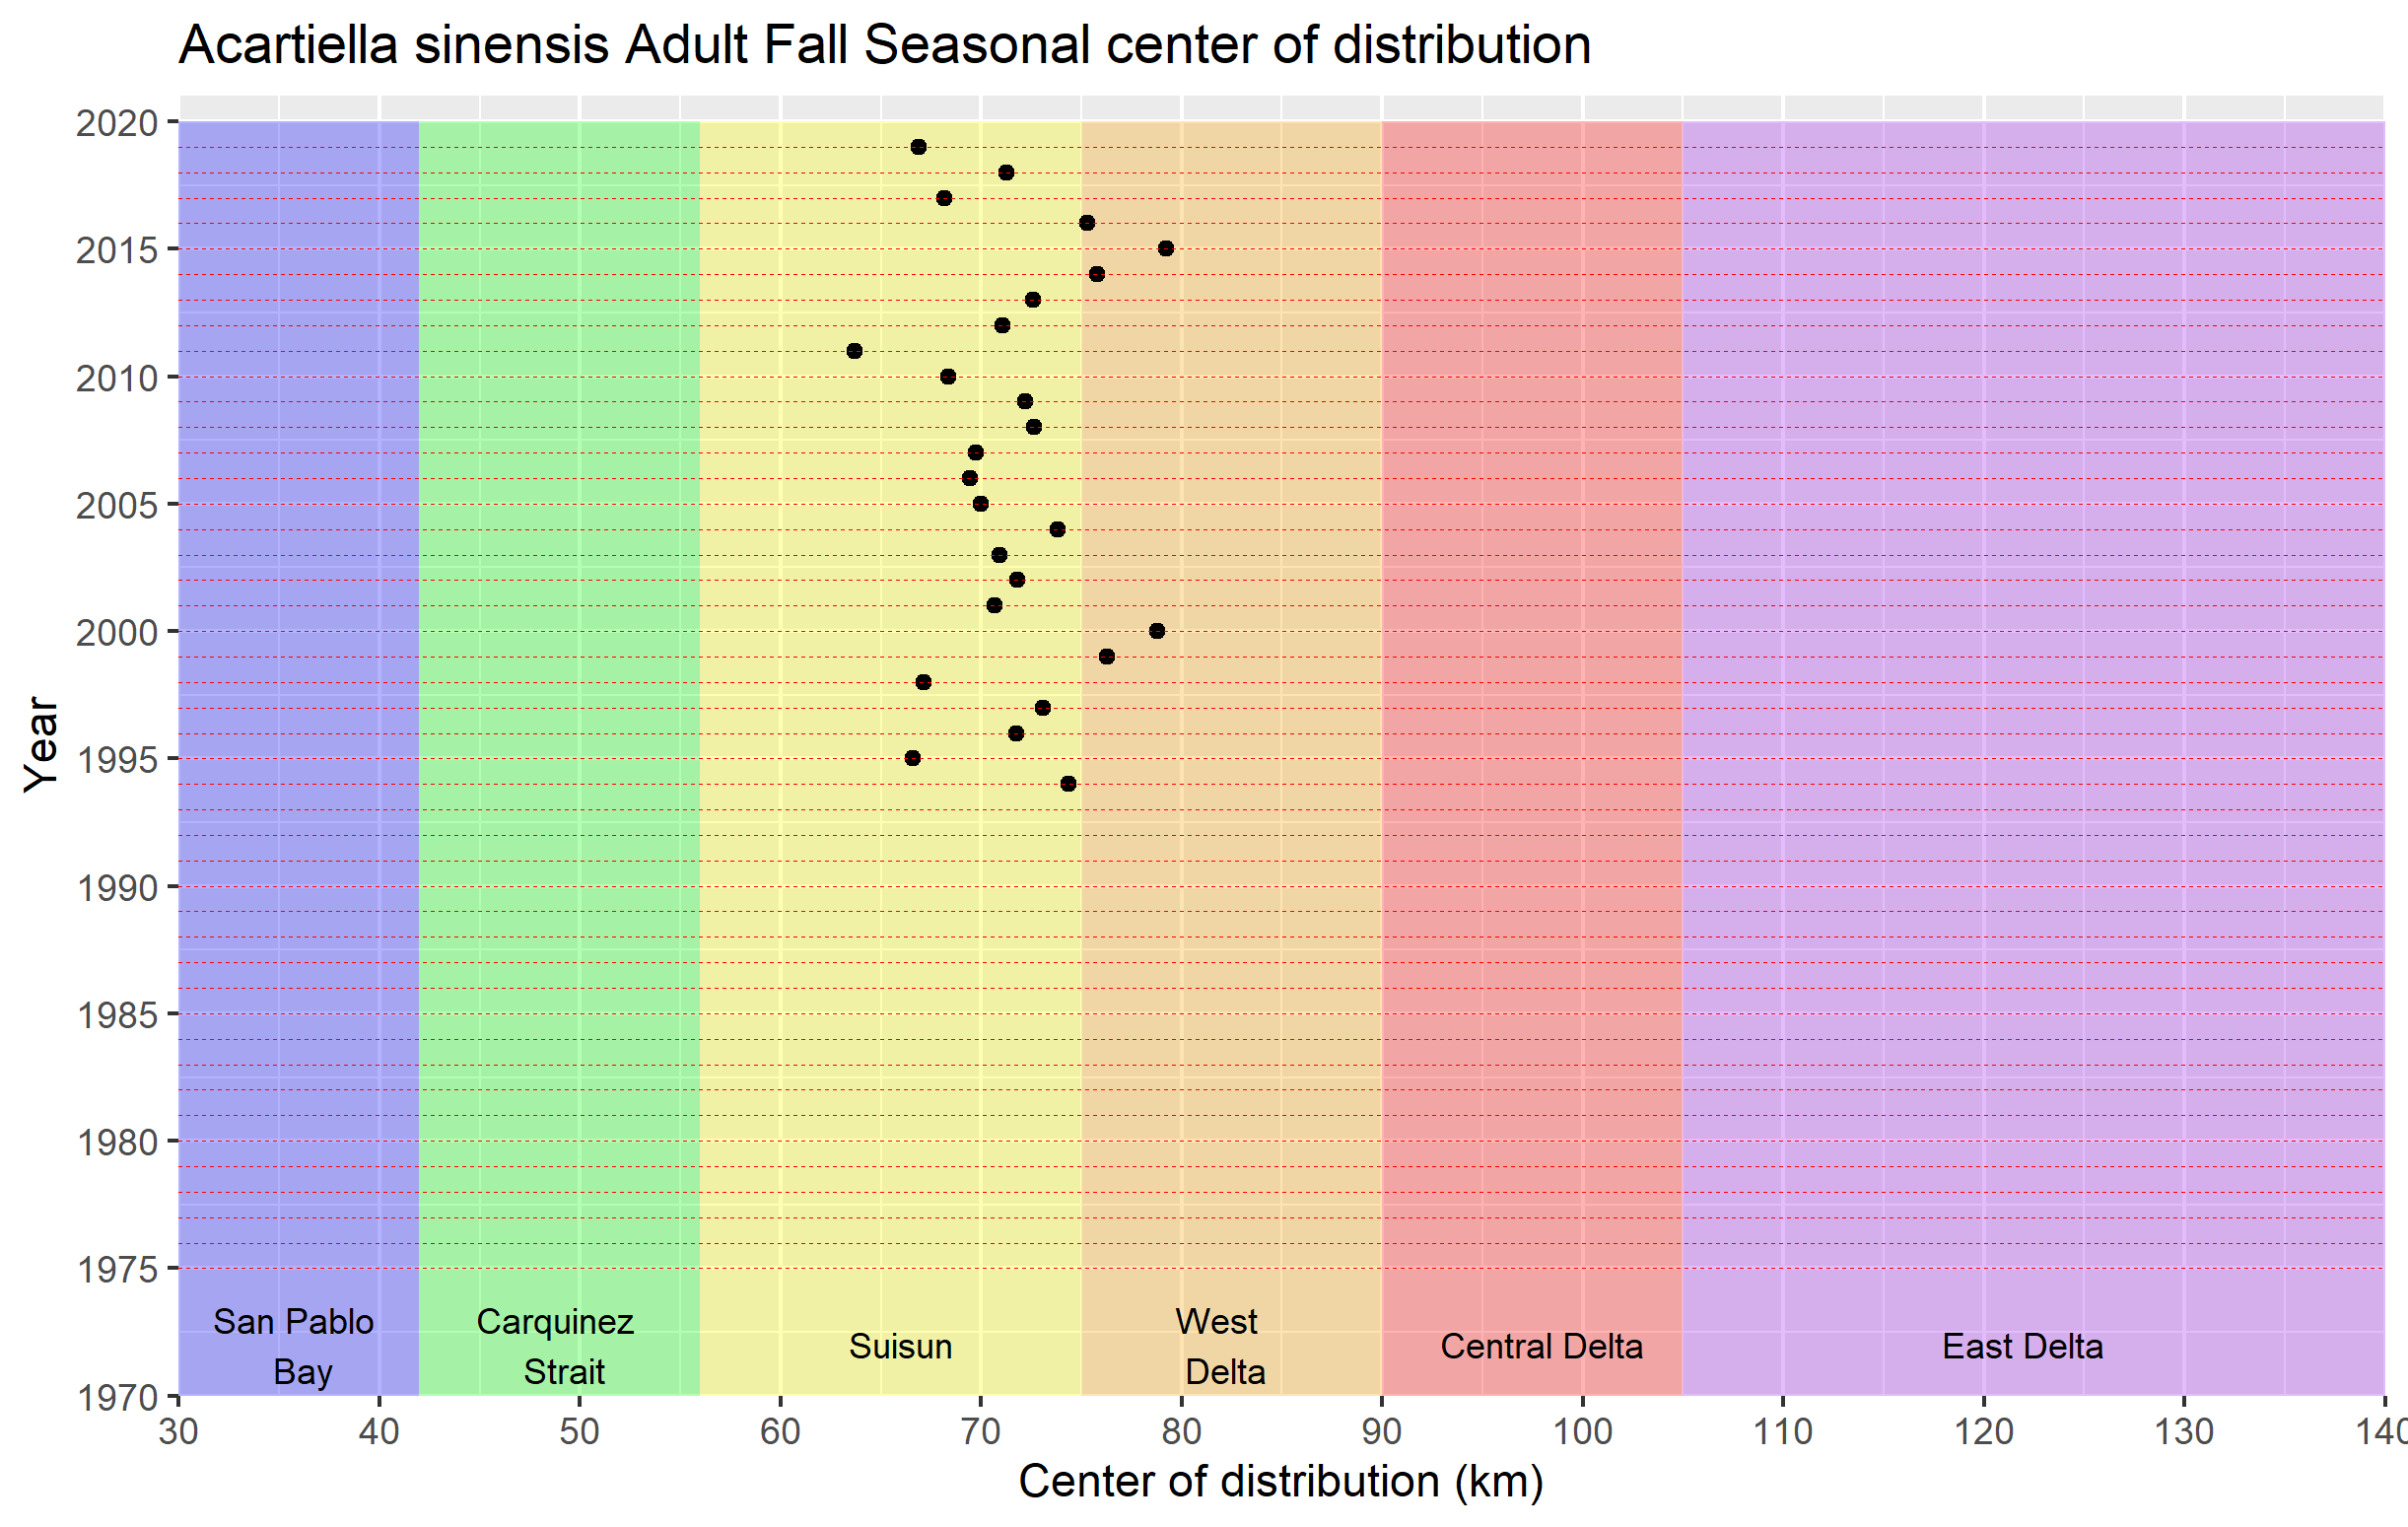 Acartiella sinensis Adult Fall Seasonal center of distribution
2020
2015
2010
2005
2000
1995
1990
1985
1980
1975
1970
Year
San Pablo
Bay
Carquinez
Strait
Suisun
West
Delta
Central Delta
East Delta
30 40 50 60 70 80 90 100 110 120 130 140
Center of distribution (km)